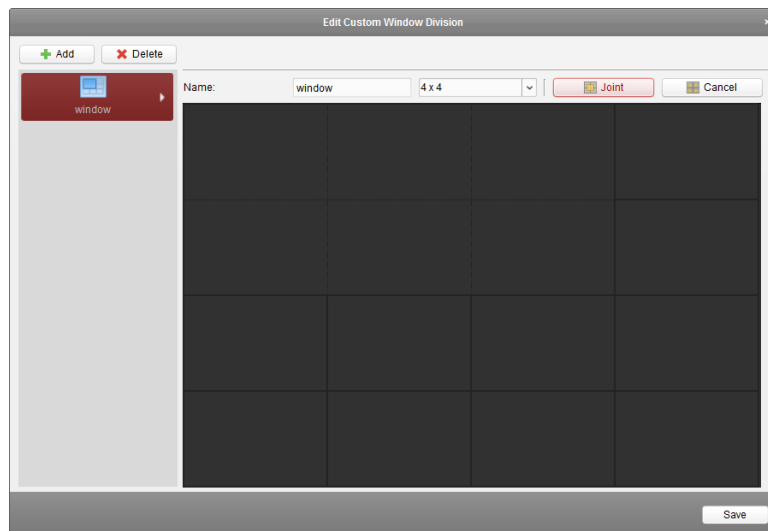 Edit Custom Window Division
Add Delete
Name: window 4 x 4 Joint Cancel
window
Save